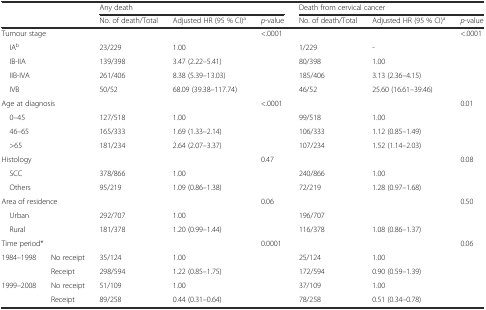 Any death Death from cervical cancer
No. of death/Total Adjusted HR (95 % CI)a p-value No. of death/Total Adjusted HR (95 % CI)a p-value
Tumour stage <.0001 <.0001
IAb 23/229 1.00 1/229 -
IB-IIA 139/398 3.47 (2.22–5.41) 80/398 1.00
IIB-IVA 261/406 8.38 (5.39–13.03) 185/406 3.13 (2.36–4.15)
IVB 50/52 68.09 (39.38–117.74) 46/52 25.60 (16.61–39.46)
Age at diagnosis <.0001 0.01
0–45 127/518 1.00 99/518 1.00
46–65 165/333 1.69 (1.33–2.14) 106/333 1.12 (0.85–1.49)
>65 181/234 2.64 (2.07–3.37) 107/234 1.52 (1.14–2.03)
Histology 0.47 0.08
SCC 378/866 1.00 240/866 1.00
Others 95/219 1.09 (0.86–1.38) 72/219 1.28 (0.97–1.68)
Area of residence 0.06 0.50
Urban 292/707 1.00 196/707
Rural 181/378 1.20 (0.99–1.44) 116/378 1.08 (0.86–1.37)
Time period* 0.0001 0.06
1984–1998 No receipt 35/124 1.00 25/124 1.00
Receipt 298/594 1.22 (0.85–1.75) 172/594 0.90 (0.59–1.39)
1999–2008 No receipt 51/109 1.00 37/109 1.00
Receipt 89/258 0.44 (0.31–0.64) 78/258 0.51 (0.34–0.78)